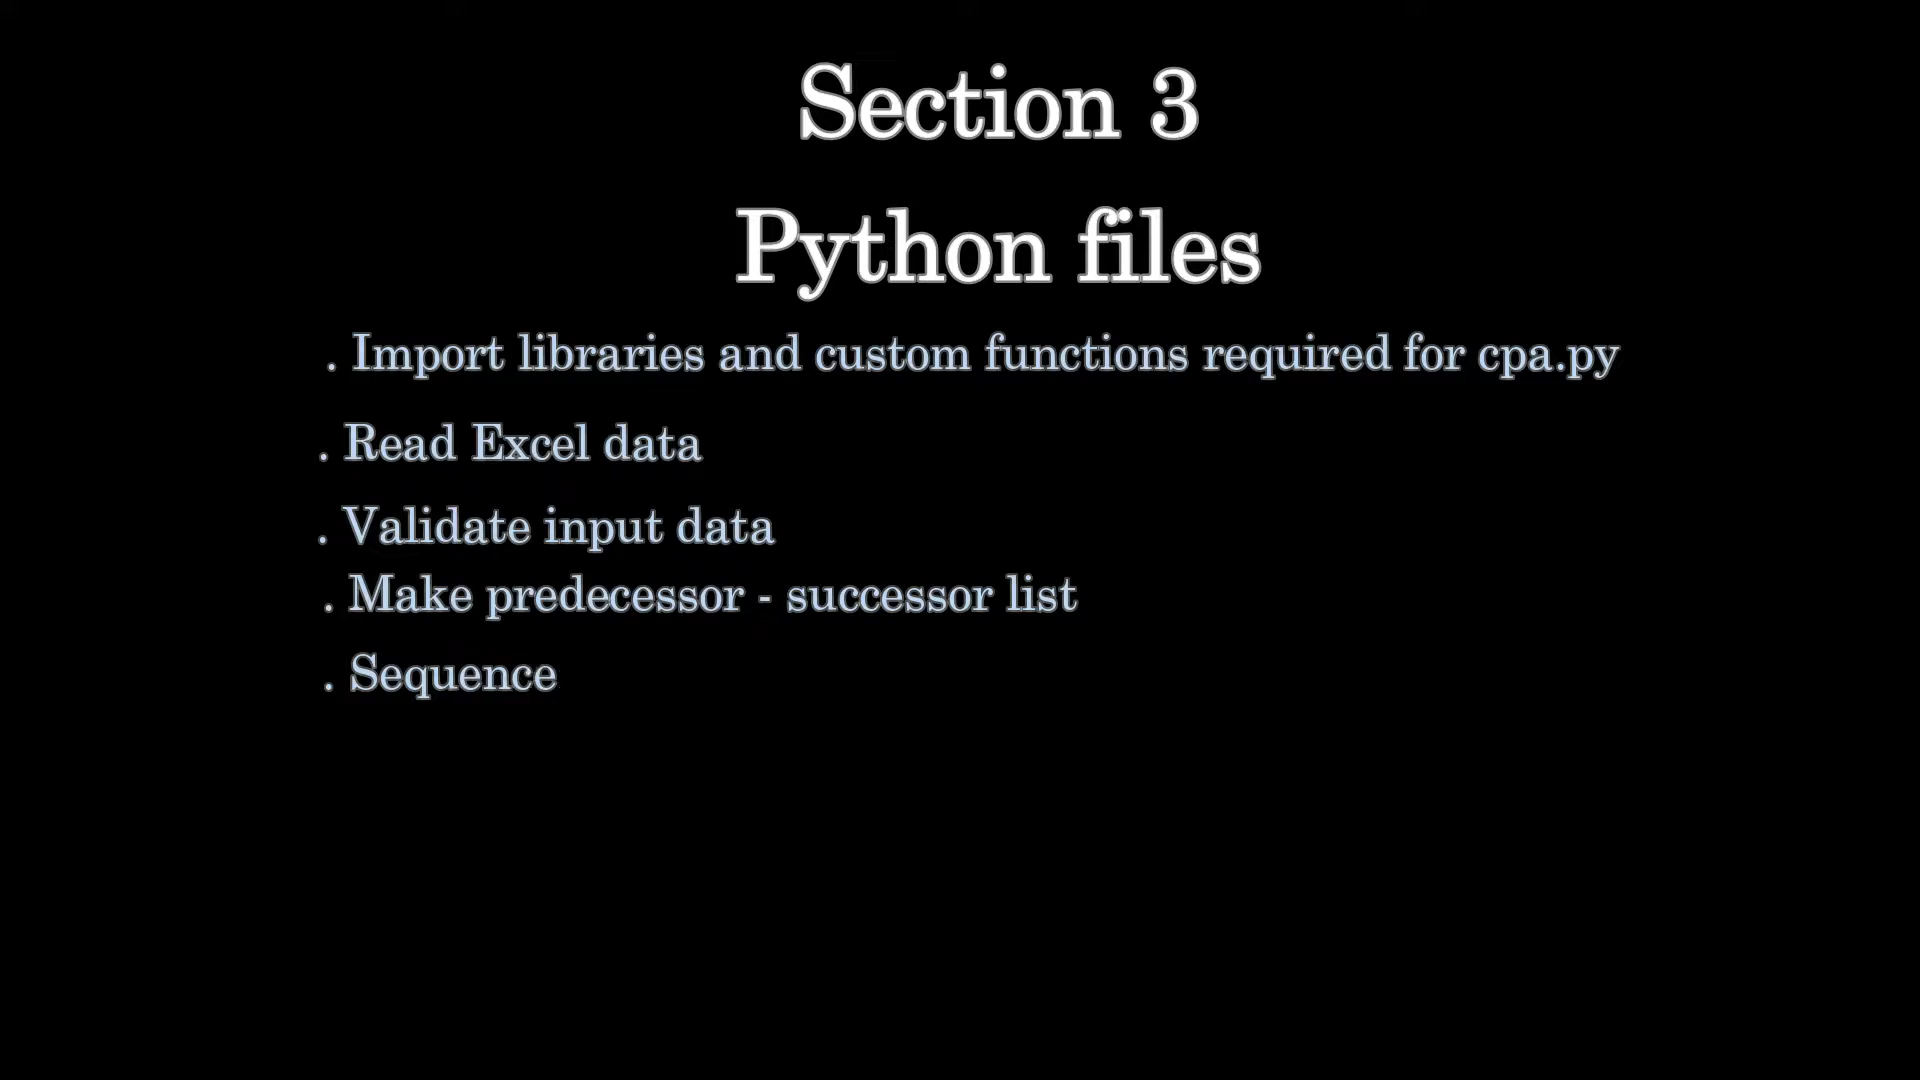 Section 3
Python files
. Import libraries and custom functions required for cpa.py
. Read Excel data
. Validate input data
. Make predecessor - successor list
. Sequence